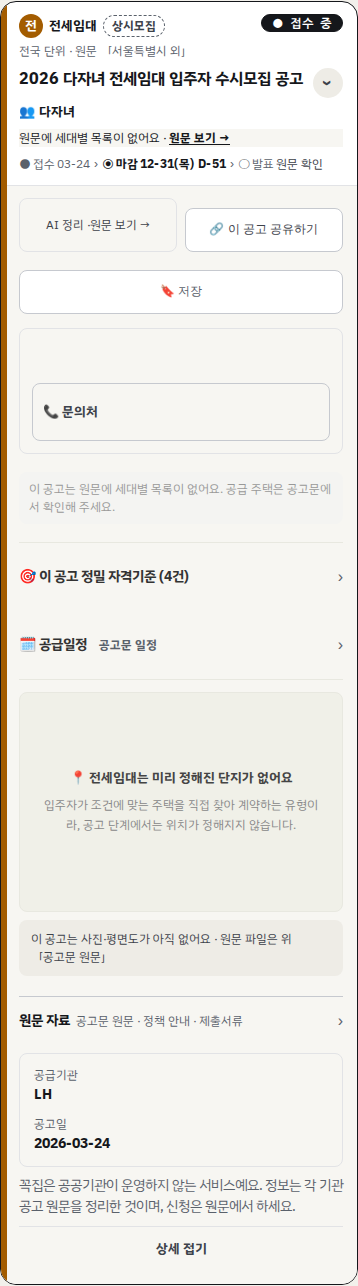 전 전세임대 상시모집 ● 접수 중
전국 단위 · 원문 「서울특별시 외」
2026 다자녀 전세임대 입주자 수시모집 공고
👥 다자녀
원문에 세대별 목록이 없어요 · 원문 보기 →
● 접수 03-24 › ◉ 마감 12-31(목) D-51 › ○ 발표 원문 확인
AI 정리 ·원문 보기 →
🔗 이 공고 공유하기
🔖 저장
📞 문의처
이 공고는 원문에 세대별 목록이 없어요. 공급 주택은 공고문에
서 확인해 주세요.
🎯 이 공고 정밀 자격기준 (4건) ›
🗓️ 공급일정 공고문 일정 ›
📍 전세임대는 미리 정해진 단지가 없어요
입주자가 조건에 맞는 주택을 직접 찾아 계약하는 유형이
라, 공고 단계에서는 위치가 정해지지 않습니다.
이 공고는 사진·평면도가 아직 없어요 · 원문 파일은 위
「공고문 원문」
원문 자료 공고문 원문 · 정책 안내 · 제출서류 ›
공급기관
LH
공고일
2026-03-24
꼭집은 공공기관이 운영하지 않는 서비스예요. 정보는 각 기관
공고 원문을 정리한 것이며, 신청은 원문에서 하세요.
상세 접기